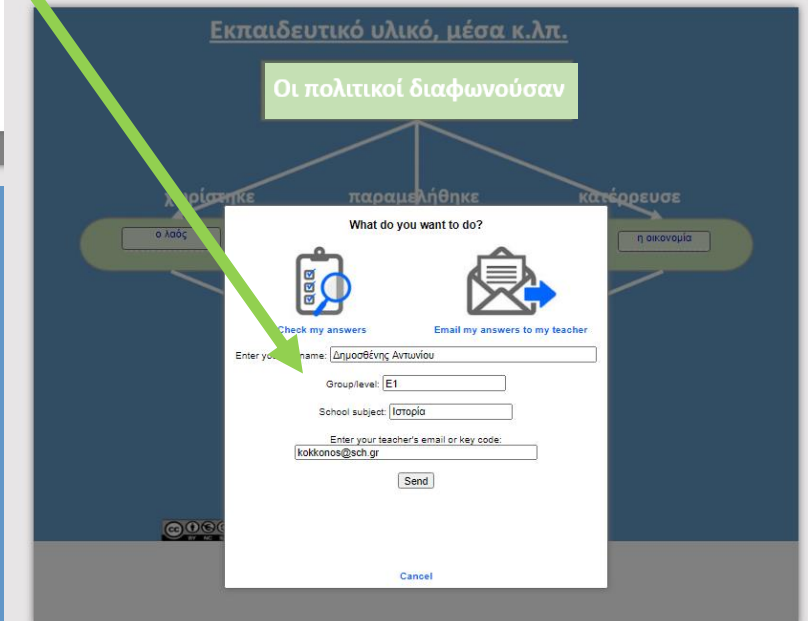 Εκπαιδευτικό υλικό, μέσα κ.λπ.
Οι πολιτικοί διαφωνούσαν
παραμελήθηκε κατέρρευσε
ο λαός η οικονομία
What do you want to do?
Check my answers Email my answers to my teacher
Enter name: Δημοσθένης Αντωνίου
Group/level: E1
School subject: Ιστορία
Enter your teacher's email or key code:
kokkonos@sch.gr
Send
Cancel